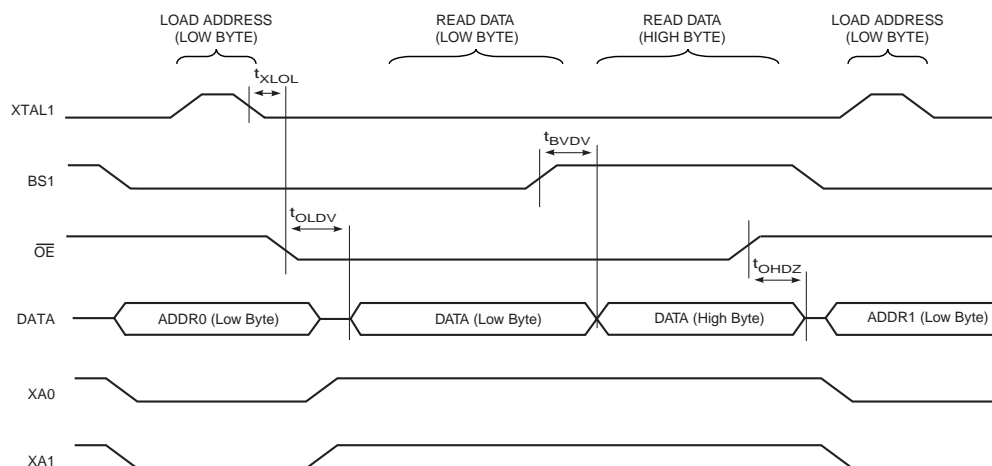 LOAD ADDRESS
(LOW BYTE)
READ DATA
(LOW BYTE)
READ DATA
(HIGH BYTE)
LOAD ADDRESS
(LOW BYTE)
tXLOL
XTAL1
tBVDV
BS1
tOLDV
OE
tOHDZ
DATA
ADDR0 (Low Byte)
DATA (Low Byte)
DATA (High Byte)
ADDR1 (Low Byte)
XA0
XA1